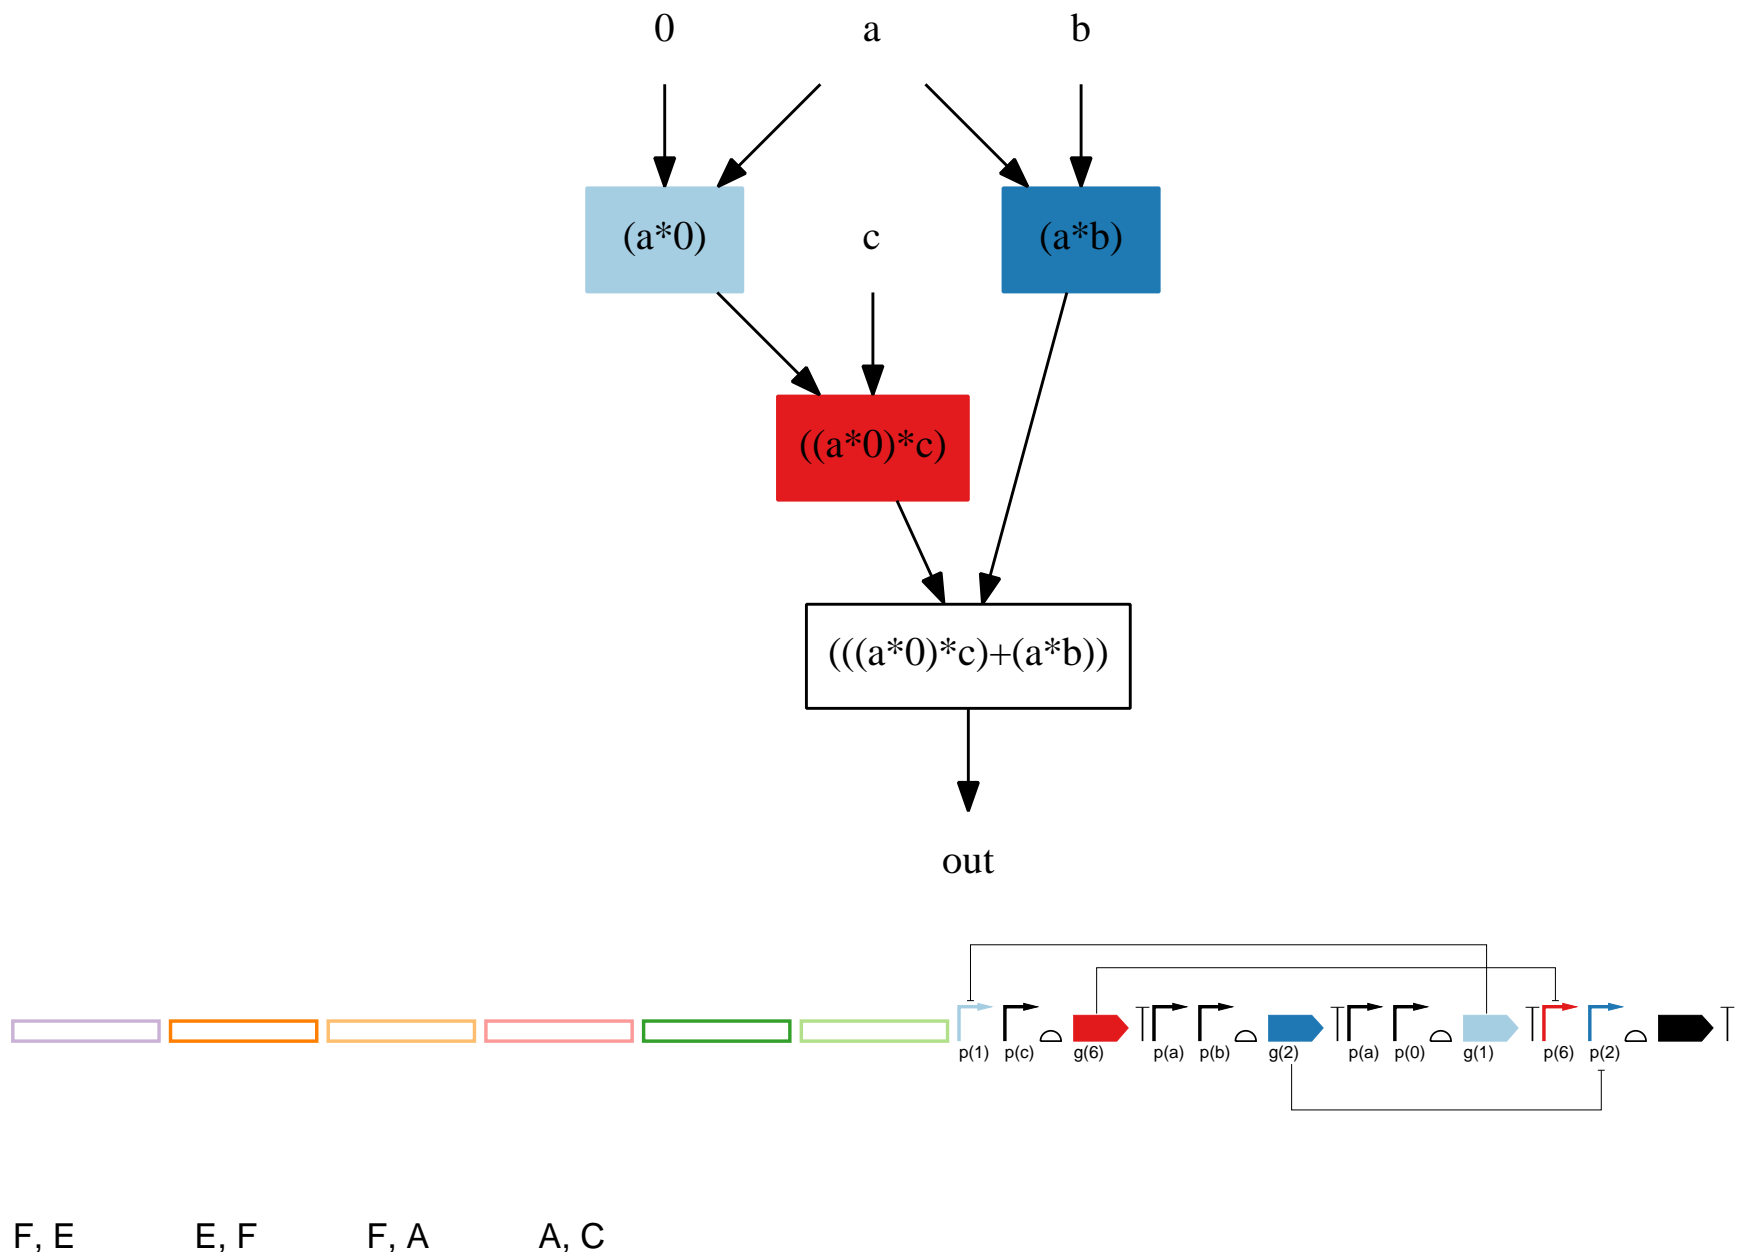 0 a b
(a*0) c (a*b)
((a*0)*c)
(((a*0)*c)+(a*b))
out
p(1) p(c) g(6) p(a) p(b) g(2) p(a) p(0) g(1) p(6) p(2)
F, E E, F F, A A, C